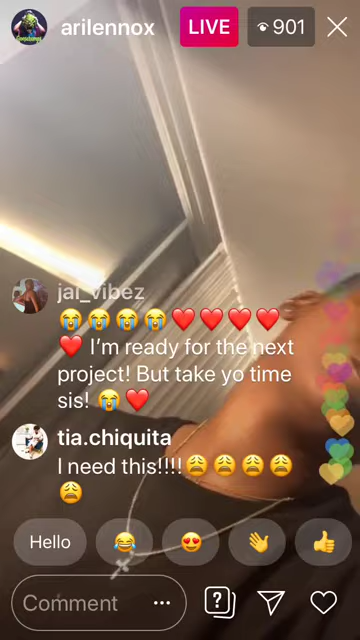 arilennox LIVE 901
jai_vibez
😭😭😭😭❤️❤️❤️❤️
❤️ I'm ready for the next
project! But take yo time
sis! 😭❤️
tia.chiquita
I need this!!!!😩😩😩😩
😩
Hello 😂 😍 👋 👍
Comment ...